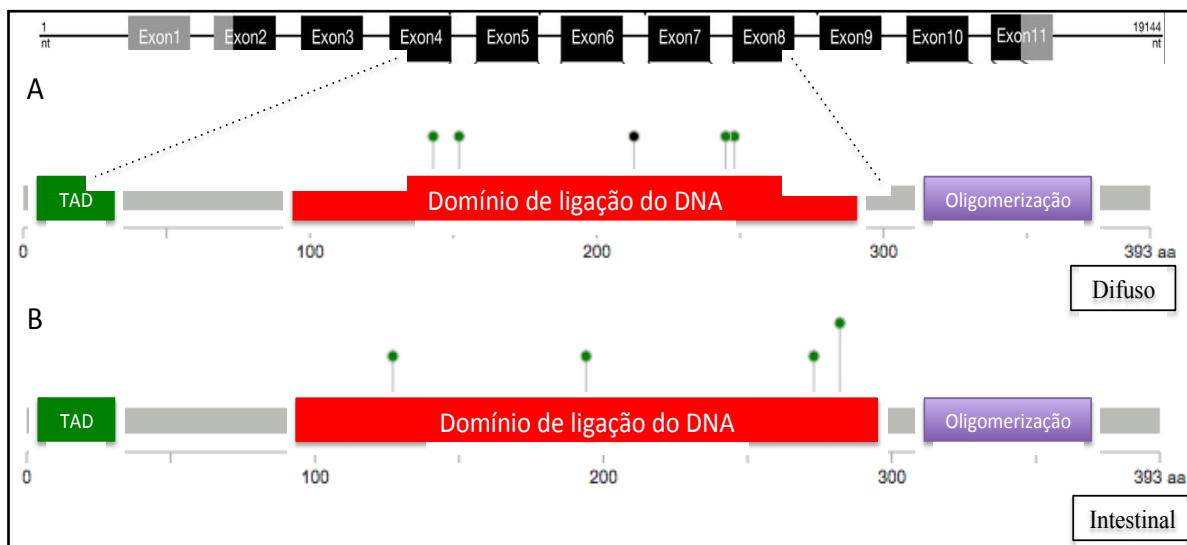 1
nt
Exon1
Exon2
Exon3
Exon4
Exon5
Exon6
Exon7
Exon8
Exon9
Exon10
Exon11
19144
nt
A
TAD
Domínio de ligação do DNA
Oligomerização
0
100
200
300
393 aa
Difuso
B
TAD
Domínio de ligação do DNA
Oligomerização
0
100
200
300
393 aa
Intestinal